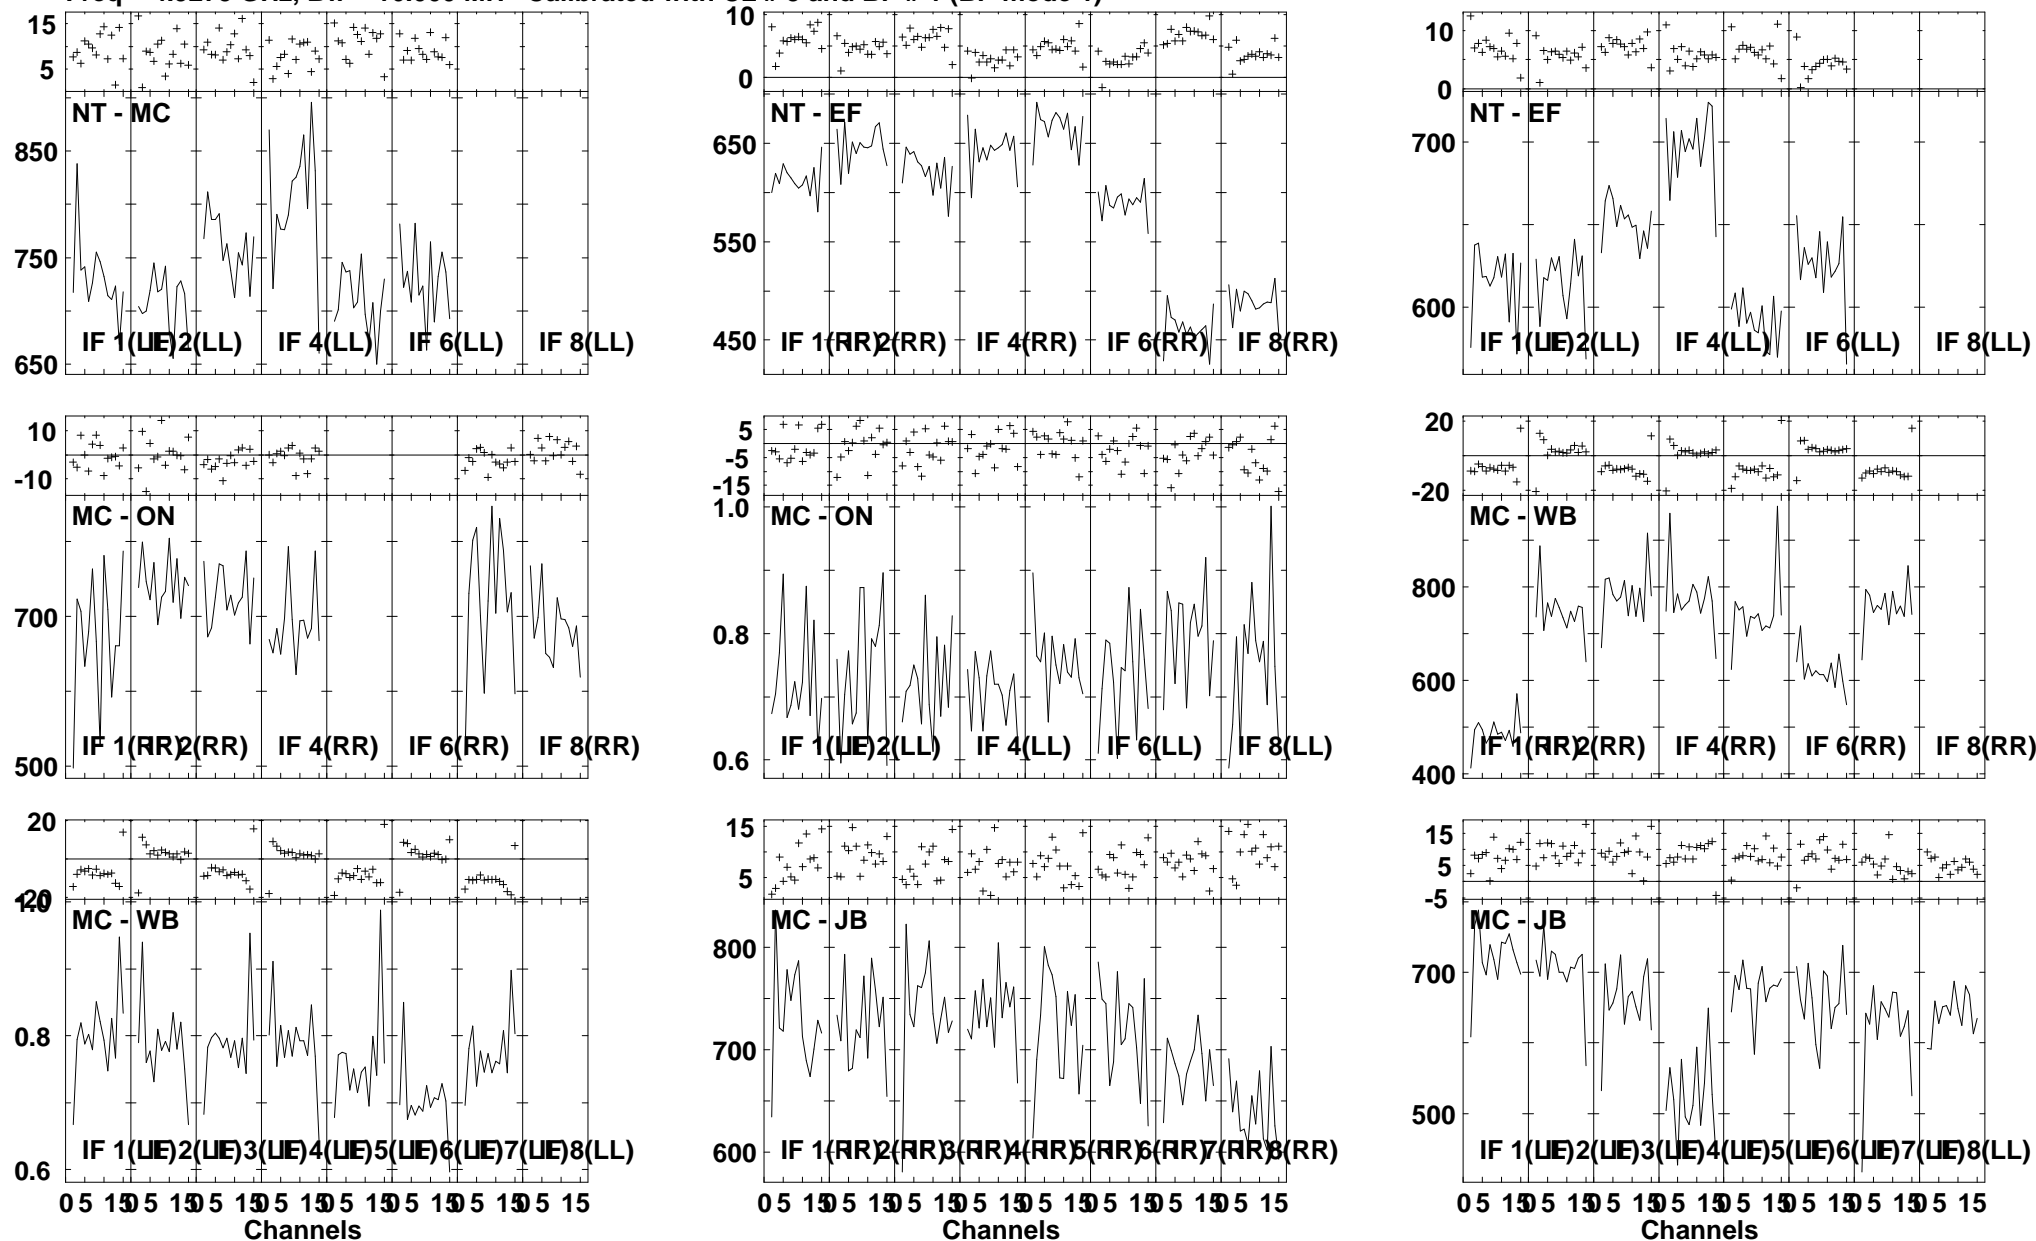 15 10 10
5 0 0
NT - MC NT - EF NT - EF
850 650 700
750 550 600
650 450
IF 1(LL) IF 2(LL) IF 4(LL) IF 6(LL) IF 8(LL)
IF 1(RR) IF 2(RR) IF 4(RR) IF 6(RR) IF 8(RR)
IF 1(LL) IF 2(LL) IF 4(LL) IF 6(LL) IF 8(LL)
10 5 20
-10 -5 -20
-15
MC - ON MC - ON MC - WB
1.0
700 0.8 800
500 0.6 600
400
IF 1(RR) IF 2(RR) IF 4(RR) IF 6(RR) IF 8(RR)
IF 1(LL) IF 2(LL) IF 4(LL) IF 6(LL) IF 8(LL)
IF 1(RR) IF 2(RR) IF 4(RR) IF 6(RR) IF 8(RR)
20 15 15
-20 5 5
1.0 -5
MC - WB MC - JB MC - JB
0.8 800 700
0.6 700 500
600
IF 1(LL) IF 2(LL) IF 3(LL) IF 4(LL) IF 5(LL) IF 6(LL) IF 7(LL) IF 8(LL)
IF 1(RR) IF 2(RR) IF 3(RR) IF 4(RR) IF 5(RR) IF 6(RR) IF 7(RR) IF 8(RR)
IF 1(LL) IF 2(LL) IF 3(LL) IF 4(LL) IF 5(LL) IF 6(LL) IF 7(LL) IF 8(LL)
0 5 15 0 5 15 0 5 15 0 5 15 0 5 15 0 5 15 0 5 15 0 5 15
0 5 15 0 5 15 0 5 15 0 5 15 0 5 15 0 5 15 0 5 15 0 5 15
0 5 15 0 5 15 0 5 15 0 5 15 0 5 15 0 5 15 0 5 15 0 5 15
Channels Channels Channels